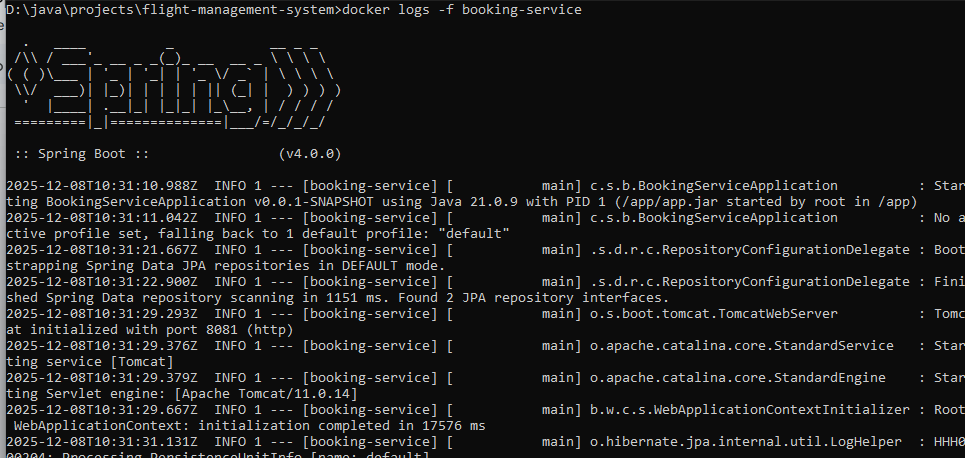 D:\java\projects\flight-management-system>docker logs -f booking-service
  .   ____          _            __ _ _
 /\\ / ___'_ __ _ _(_)_ __  __ _ \ \ \ \
( ( )\___ | '_ | '_| | '_ \/ _` | \ \ \ \
 \\/  ___)| |_)| | | | | || (_| |  ) ) ) )
  '  |____| .__|_| |_|_| |_\__, | / / / /
 =========|_|==============|___/=/_/_/_/
 :: Spring Boot ::                (v4.0.0)
2025-12-08T10:31:10.988Z  INFO 1 --- [booking-service] [           main] c.s.b.BookingServiceApplication          : Star
ting BookingServiceApplication v0.0.1-SNAPSHOT using Java 21.0.9 with PID 1 (/app/app.jar started by root in /app)
2025-12-08T10:31:11.042Z  INFO 1 --- [booking-service] [           main] c.s.b.BookingServiceApplication          : No a
ctive profile set, falling back to 1 default profile: "default"
2025-12-08T10:31:21.667Z  INFO 1 --- [booking-service] [           main] .s.d.r.c.RepositoryConfigurationDelegate : Boot
strapping Spring Data JPA repositories in DEFAULT mode.
2025-12-08T10:31:22.900Z  INFO 1 --- [booking-service] [           main] .s.d.r.c.RepositoryConfigurationDelegate : Fini
shed Spring Data repository scanning in 1151 ms. Found 2 JPA repository interfaces.
2025-12-08T10:31:29.293Z  INFO 1 --- [booking-service] [           main] o.s.boot.tomcat.TomcatWebServer          : Tomc
at initialized with port 8081 (http)
2025-12-08T10:31:29.376Z  INFO 1 --- [booking-service] [           main] o.apache.catalina.core.StandardService   : Star
ting service [Tomcat]
2025-12-08T10:31:29.379Z  INFO 1 --- [booking-service] [           main] o.apache.catalina.core.StandardEngine    : Star
ting Servlet engine: [Apache Tomcat/11.0.14]
2025-12-08T10:31:29.667Z  INFO 1 --- [booking-service] [           main] b.w.c.s.WebApplicationContextInitializer : Root
 WebApplicationContext: initialization completed in 17576 ms
2025-12-08T10:31:31.131Z  INFO 1 --- [booking-service] [           main] o.hibernate.jpa.internal.util.LogHelper  : HHH0
00204: Processing PersistenceUnitInfo [name: default]